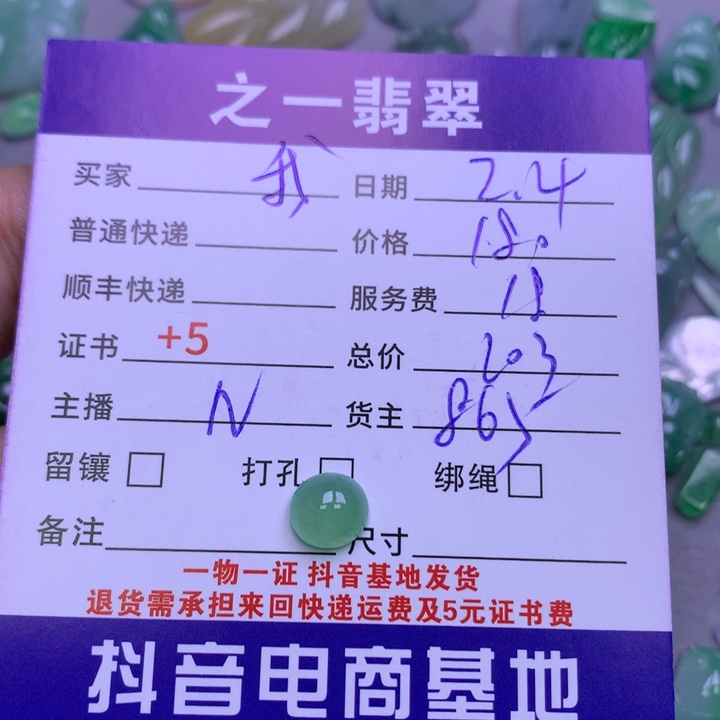 之一翡翠
买家 我 日期 2.4
普通快递 价格 180
顺丰快递 服务费 18
证书 +5 总价 203
主播 N 货主 865
留镶 打孔 绑绳
备注 尺寸
一物一证 抖音基地发货
退货需承担来回快递运费及5元证书费
抖音电商基地